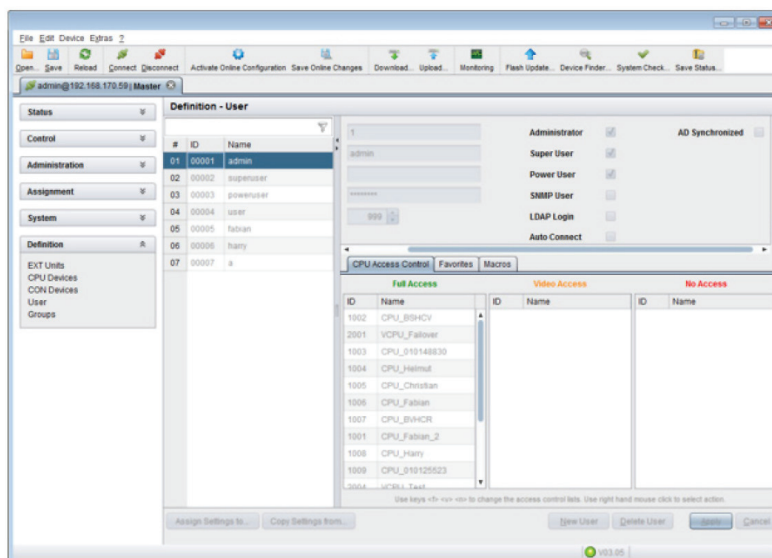 File Edit Device Extras ?
Open... Save Reload Connect Disconnect Activate Online Configuration Save Online Changes Download... Upload... Monitoring Flash Update... Device Finder... System Check... Save Status...
admin@192.168.170.59 | Master
Status
Control
Administration
Assignment
System
Definition
EXT Units
CPU Devices
CON Devices
User
Groups
Definition - User
# ID Name
01 00001 admin
02 00002 superuser
03 00003 poweruser
04 00004 user
05 00005 fabian
06 00006 harry
07 00007 a
1
admin
********
999
Administrator
Super User
Power User
SNMP User
LDAP Login
Auto Connect
AD Synchronized
CPU Access Control Favorites Macros
Full Access Video Access No Access
ID Name ID Name ID Name
1002 CPU_BSHCV
2001 VCPU_Failover
1003 CPU_010148830
1004 CPU_Helmut
1005 CPU_Christian
1006 CPU_Fabian
1007 CPU_BVHCR
1001 CPU_Fabian_2
1008 CPU_Harry
1009 CPU_010125523
2004 VCPU_Test
Use keys <f> <v> <n> to change the access control lists. Use right hand mouse click to select action.
Assign Settings to... Copy Settings from... New User Delete User Apply Cancel
V03.05